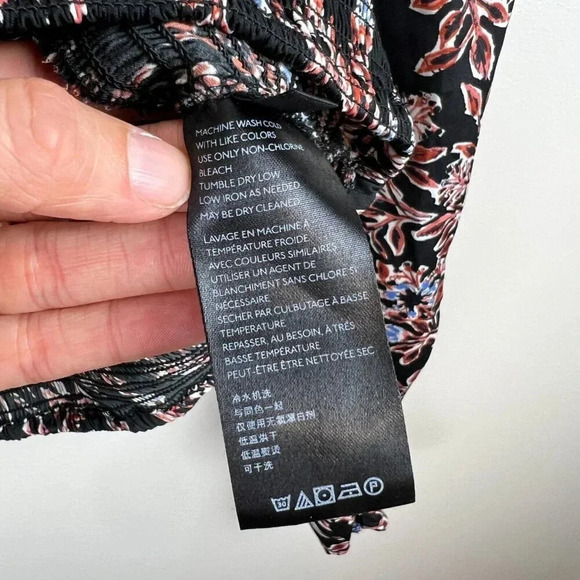 MACHINE WASH COLD
WITH LIKE COLORS
USE ONLY NON-CHLORINE
BLEACH
TUMBLE DRY LOW
LOW IRON AS NEEDED
MAY BE DRY CLEANED
LAVAGE EN MACHINE À
TEMPÉRATURE FROIDE
AVEC COULEURS SIMILAIRES
UTILISER UN AGENT DE
BLANCHIMENT SANS CHLORE SI
NÉCESSAIRE
SÉCHER PAR CULBUTAGE À BASSE
TEMPERATURE
REPASSER, AU BESOIN, À TRÈS
BASSE TEMPÉRATURE
PEUT-ÊTRE ÊTRE NETTOYÉE SEC
冷水机洗
与同色一起
仅使用无氯漂白剂
低温烘干
低温熨烫
可干洗
30 P